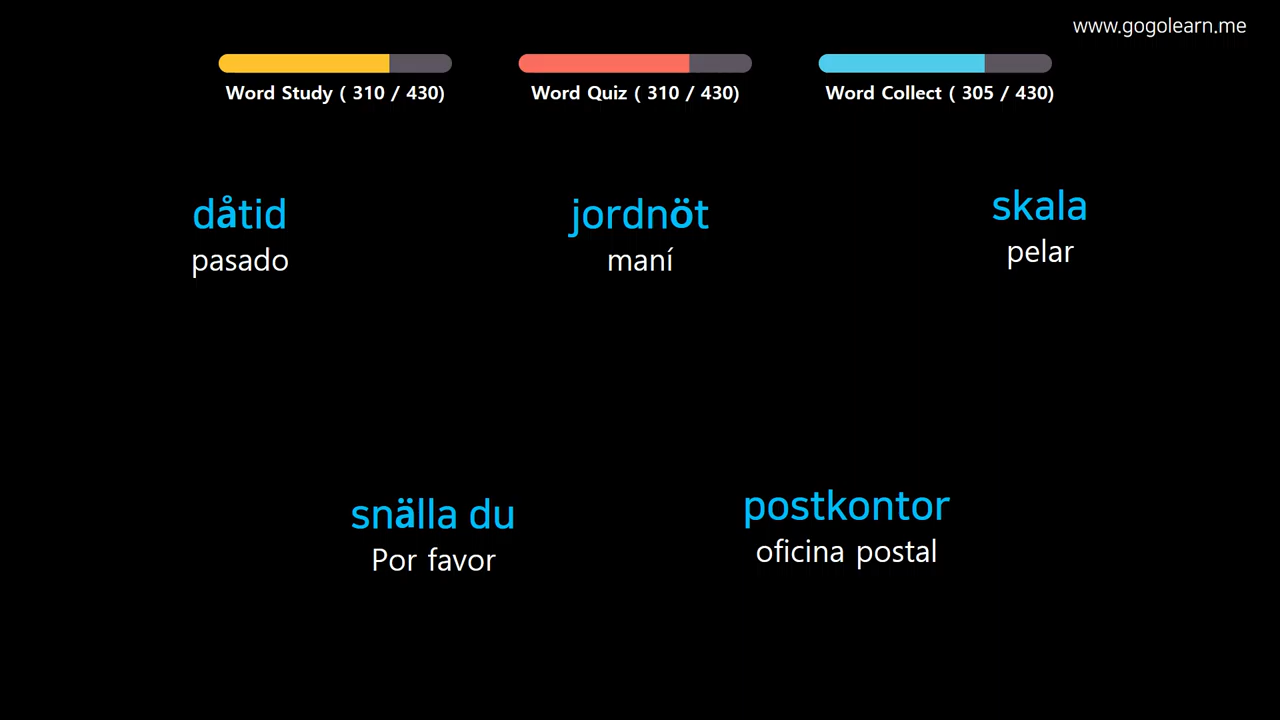 www.gogolearn.me
Word Study ( 310 / 430)
Word Quiz ( 310 / 430)
Word Collect ( 305 / 430)
dåtid
pasado
jordnöt
maní
skala
pelar
snälla du
Por favor
postkontor
oficina postal